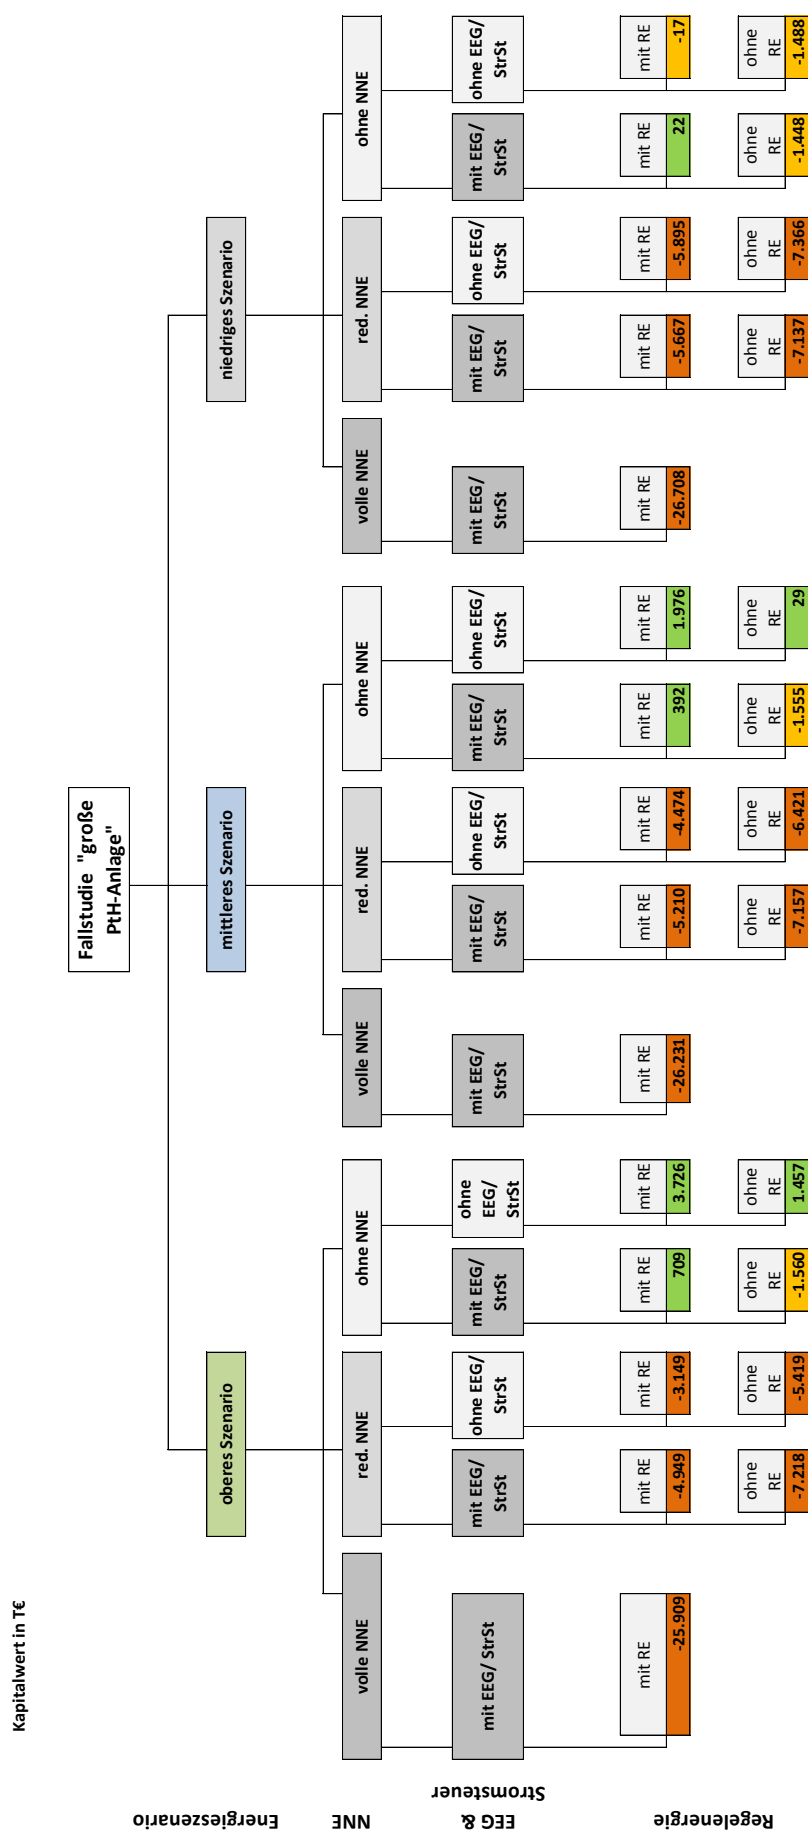 Kapitalwert in T€
Fallstudie "große
PtH-Anlage"
Energieszenario
oberes Szenario
mittleres Szenario
niedriges Szenario
NNE
volle NNE
red. NNE
ohne NNE
volle NNE
red. NNE
ohne NNE
volle NNE
red. NNE
ohne NNE
EEG &
Stromsteuer
mit EEG/ StrSt
mit EEG/
StrSt
ohne EEG/
StrSt
mit EEG/
StrSt
ohne
EEG/
StrSt
mit EEG/
StrSt
mit EEG/
StrSt
ohne EEG/
StrSt
mit EEG/
StrSt
ohne EEG/
StrSt
mit EEG/
StrSt
mit EEG/
StrSt
ohne EEG/
StrSt
mit EEG/
StrSt
ohne EEG/
StrSt
Regelenergie
mit RE
-25.909
mit RE
-4.949
mit RE
-3.149
mit RE
709
mit RE
3.726
mit RE
-26.231
mit RE
-5.210
mit RE
-4.474
mit RE
392
mit RE
1.976
mit RE
-26.708
mit RE
-5.667
mit RE
-5.895
mit RE
22
mit RE
-17
ohne
RE
-7.218
ohne
RE
-5.419
ohne
RE
-1.560
ohne
RE
1.457
ohne
RE
-7.157
ohne
RE
-6.421
ohne
RE
-1.555
ohne
RE
29
ohne
RE
-7.137
ohne
RE
-7.366
ohne
RE
-1.448
ohne
RE
-1.488